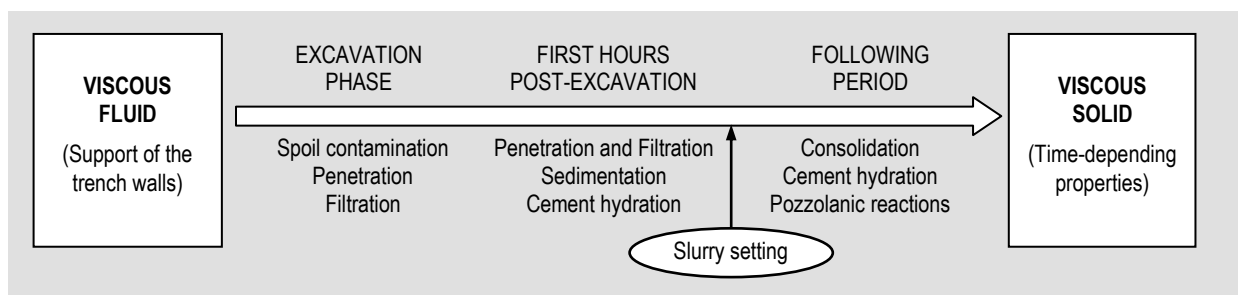 VISCOUS
FLUID
(Support of the
trench walls)
EXCAVATION
PHASE
Spoil contamination
Penetration
Filtration
FIRST HOURS
POST-EXCAVATION
Penetration and Filtration
Sedimentation
Cement hydration
Slurry setting
FOLLOWING
PERIOD
Consolidation
Cement hydration
Pozzolanic reactions
VISCOUS
SOLID
(Time-depending
properties)